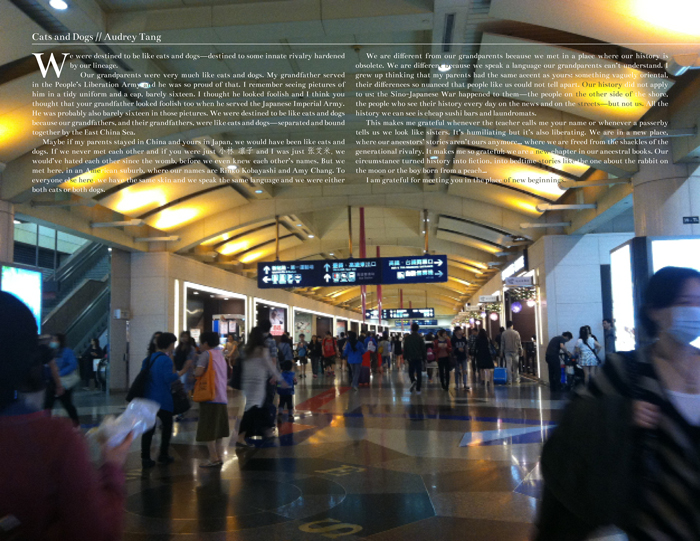 Cats and Dogs // Audrey Tang
We were destined to be like cats and dogs—destined to some innate rivalry hardened
by our lineage.
Our grandparents were very much like cats and dogs. My grandfather served
in the People's Liberation Army and he was so proud of that. I remember seeing pictures of
him in a tidy uniform and a cap, barely sixteen. I thought he looked foolish and I think you
thought that your grandfather looked foolish too when he served the Japanese Imperial Army.
He was probably barely sixteen in those pictures. We were destined to be like cats and dogs
because our grandfathers, and their grandfathers, were like cats and dogs—separated and bound
together by the East China Sea.
Maybe if my parents stayed in China and yours in Japan, we would have been like cats and
dogs. If we never met each other and if you were just 小林 and I was just 張艾米, we
would've hated each other since the womb, before we even knew each other's names. But we
met here, in an American suburb, where our names are Kobayashi and Amy Chang. To
everyone else here, we have the same skin and we speak the same language and we were either
both cats or both dogs.
We are different from our grandparents because we met in a place where our history is
obsolete. We are different because we speak a language our grandparents can't understand. I
grew up thinking that my parents had the same accent as yours: something vaguely oriental,
their differences so nuanced that people like us could not tell apart. Our history did not apply
to us; the Sino-Japanese War happened to them—the people on the other side of the shore,
the people who see their history every day on the news and on the streets—but not us. All the
history we can see is cheap sushi bars and laundromats.
This makes me grateful whenever the teacher calls me your name or whenever a passerby
tells us we look like sisters. It's humiliating but it's also liberating. We are in a new place,
where our ancestors' stories aren't ours anymore, where we are freed from the shackles of the
generational rivalry. It makes me so grateful we are a new chapter in our ancestral books. Our
circumstance turned history into fiction, into bedtime stories like the one about the rabbit on
the moon or the boy born from a peach...
I am grateful for meeting you in the place of new beginnings.